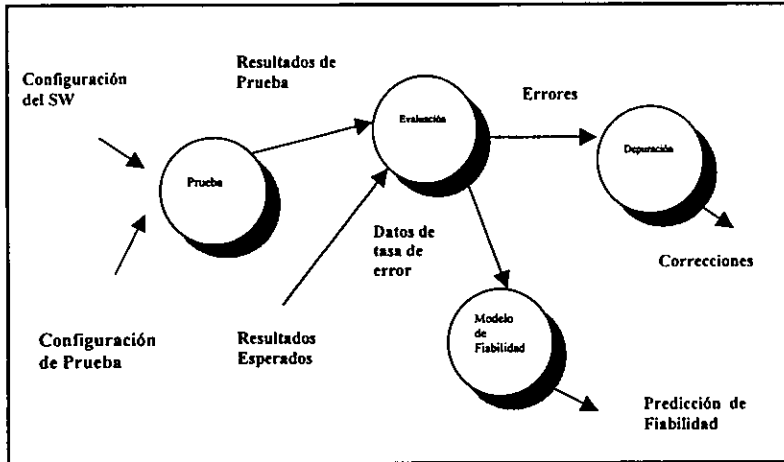 Configuración
del SW
Resultados de
Prueba
Errores
Evaluación
Depuración
Prueba
Datos de
tasa de
error
Correcciones
Configuración
de Prueba
Resultados
Esperados
Modelo
de
Fiabilidad
Predicción de
Fiabilidad